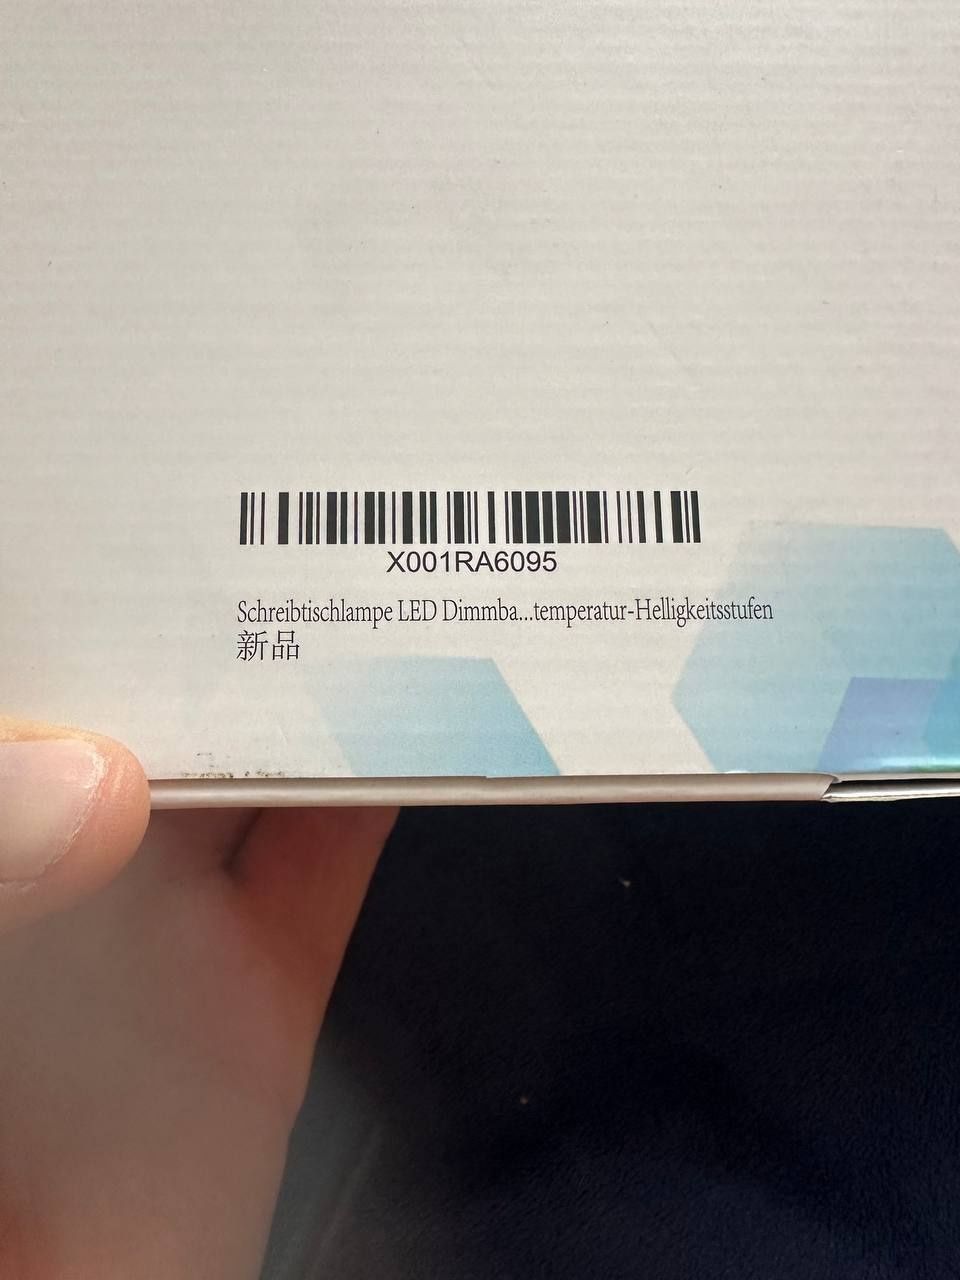 X001RA6095
Schreibtischlampe LED Dimmba...temperatur-Helligkeitsstufen
新品